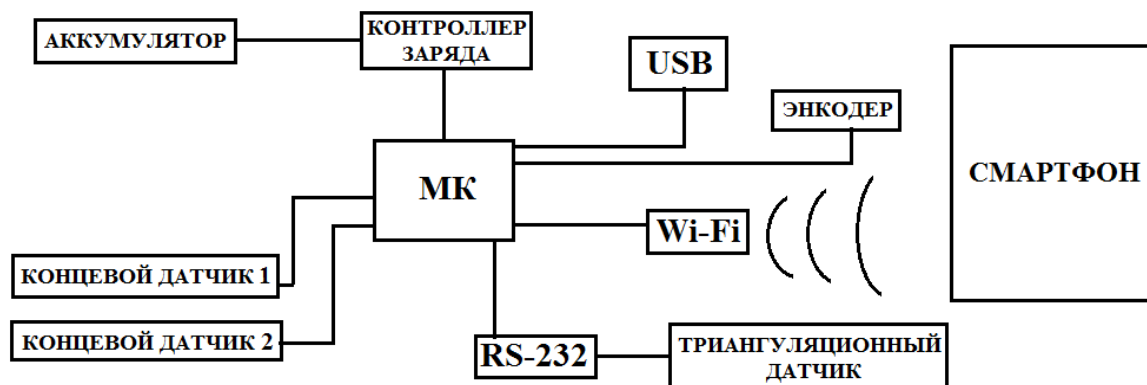 АККУМУЛЯТОР
КОНТРОЛЛЕР
ЗАРЯДА
USB
ЭНКОДЕР
МК
СМАРТФОН
Wi-Fi
КОНЦЕВОЙ ДАТЧИК 1
КОНЦЕВОЙ ДАТЧИК 2
RS-232
ТРИАНГУЛЯЦИОННЫЙ
ДАТЧИК